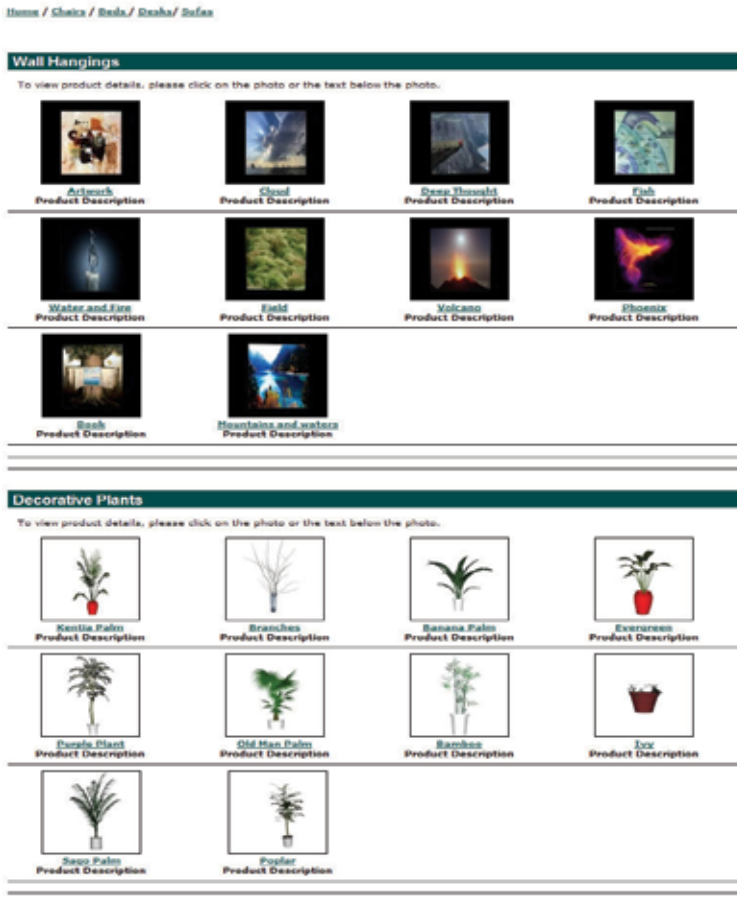 Home / Chairs / Beds / Desks/ Sofas
Wall Hangings
To view product details, please click on the photo or the text below the photo.
Artwork Cloud Deep Thought Fish
Product Description Product Description Product Description Product Description
Water and Fire Field Volcano Phoenix
Product Description Product Description Product Description Product Description
Book Mountains and waters
Product Description Product Description
Decorative Plants
To view product details, please click on the photo or the text below the photo.
Kentia Palm Branches Banana Palm Evergreen
Product Description Product Description Product Description Product Description
Purple Plant Old Man Palm Bamboo Ivy
Product Description Product Description Product Description Product Description
Sago Palm Poplar
Product Description Product Description